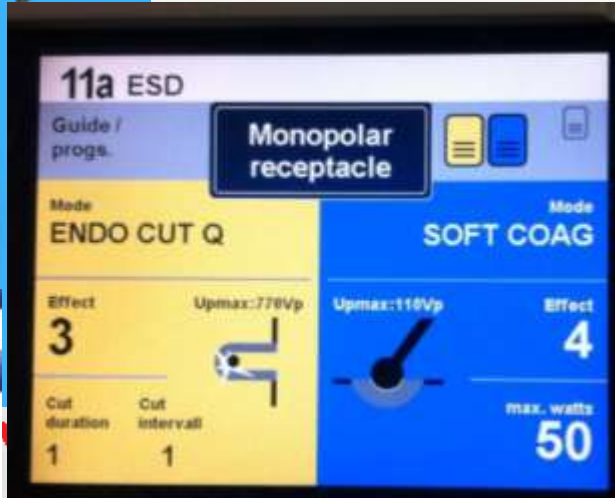 11a ESD
Guide /
progs.
Monopolar
receptacle
Mode
ENDO CUT Q
Mode
SOFT COAG
Effect
3
Upmax:770Vp
Upmax:110Vp
Effect
4
Cut
duration
1
Cut
intervall
1
max. watts
50